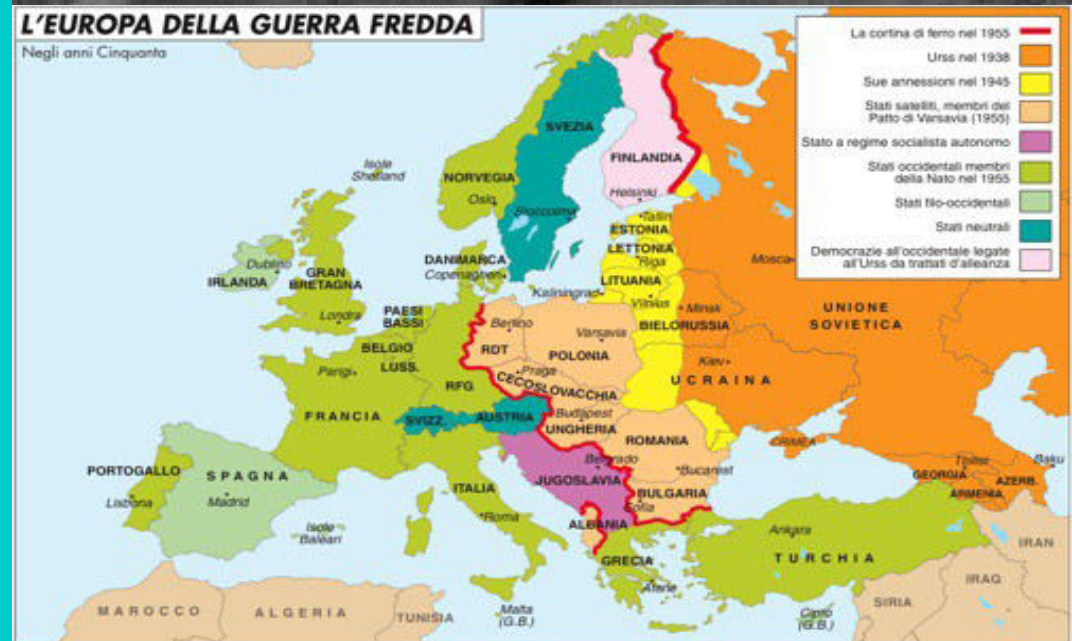 L'EUROPA DELLA GUERRA FREDDA
Negli anni Cinquanta
La cortina di ferro nel 1955
Urss nel 1938
Sue annessioni nel 1945
Stati satelliti, membri del
Patto di Varsavia (1955)
Stato a regime socialista autonomo
Stati occidentali membri
della Nato nel 1955
Stati filo-occidentali
Stati neutrali
Democrazie all'occidentale legate
all'Urss da trattati d'alleanza
SVEZIA
FINLANDIA
Isole
Shetland
NORVEGIA
Oslo
Helsinki
Stoccolma
Tallin
ESTONIA
LETTONIA
Riga
Mosca
DANIMARCA
Copenaghen
Dublino
IRLANDA
GRAN
BRETAGNA
LITUANIA
Kaliningrad
Vilnius
Minsk
BIELORUSSIA
UNIONE
SOVIETICA
Londra
PAESI
BASSI
Berlino
RDT
Varsavia
POLONIA
BELGIO
LUSS.
Parigi
RFG
Praga
CECOSLOVACCHIA
Kiev
UCRAINA
FRANCIA
SVIZZ.
AUSTRIA
Budapest
UNGHERIA
ROMANIA
CRIMEA
PORTOGALLO
Lisbona
SPAGNA
Madrid
Isole
Baleari
ITALIA
Roma
Belgrado
JUGOSLAVIA
Bucarest
BULGARIA
Sofia
ALBANIA
GRECIA
Atene
Tbilisi
GEORGIA
Baku
AZERB.
ARMENIA
Ankara
TURCHIA
IRAN
IRAQ
SIRIA
Cipro
(G.B.)
Malta
(G.B.)
MAROCCO
ALGERIA
TUNISIA